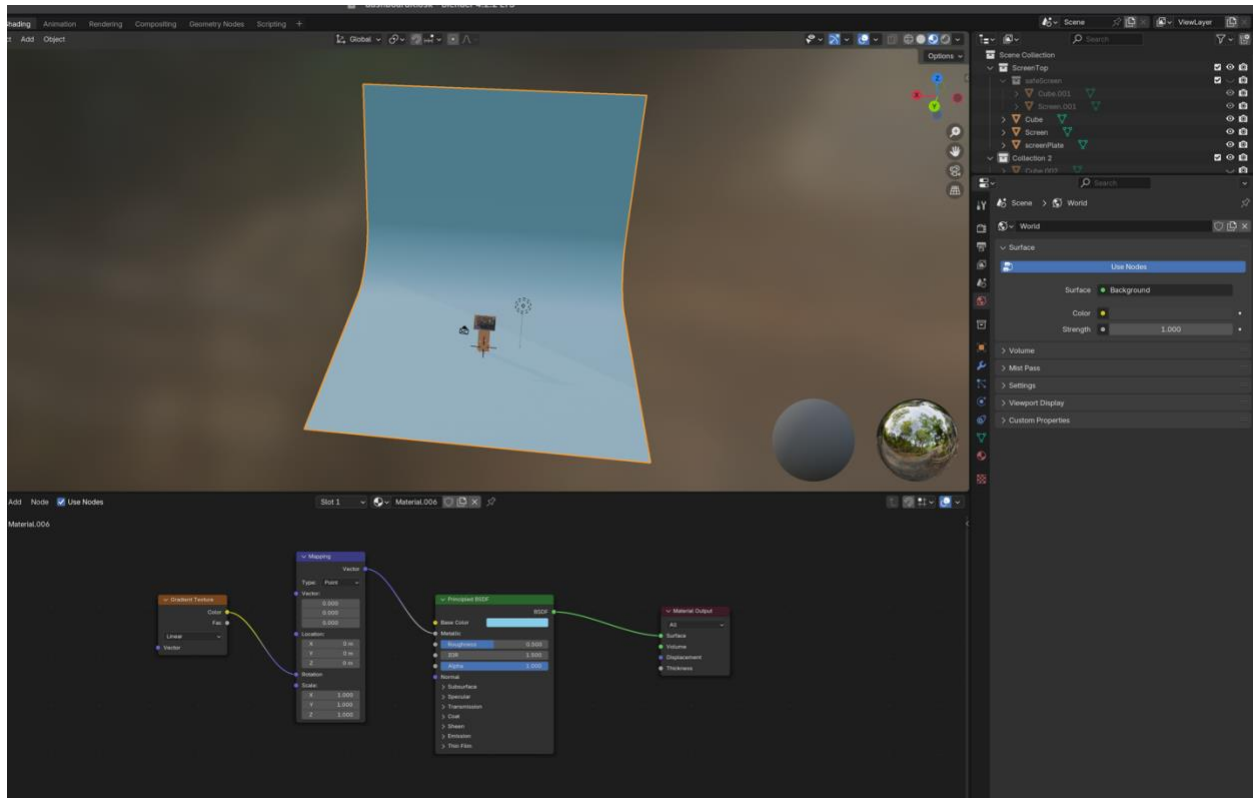 Shading Animation Rendering Compositing Geometry Nodes Scripting +
Scene
ViewLayer
Add Object
Global
Options
Search
Scene Collection
ScreenTop
safeScreen
Cube.001
Screen.001
Cube
Screen
screenPlate
Collection 2
Cube.002
Search
Scene > World
World
Surface
Use Nodes
Surface Background
Color
Strength 1.000
Volume
Mist Pass
Settings
Viewport Display
Custom Properties
X
Z
Add Node Use Nodes
Slot 1
Material.006
Material.006
Gradient Texture
Color
Fac
Linear
Vector
Mapping
Vector
Type: Point
Vector:
0.000
0.000
0.000
Location:
X 0 m
Y 0 m
Z 0 m
Rotation
Scale:
X 1.000
Y 1.000
Z 1.000
Principled BSDF
BSDF
Base Color
Metallic
Roughness 0.500
IOR 1.500
Alpha 1.000
Normal
Subsurface
Specular
Transmission
Coat
Sheen
Emission
Thin Film
Material Output
All
Surface
Volume
Displacement
Thickness